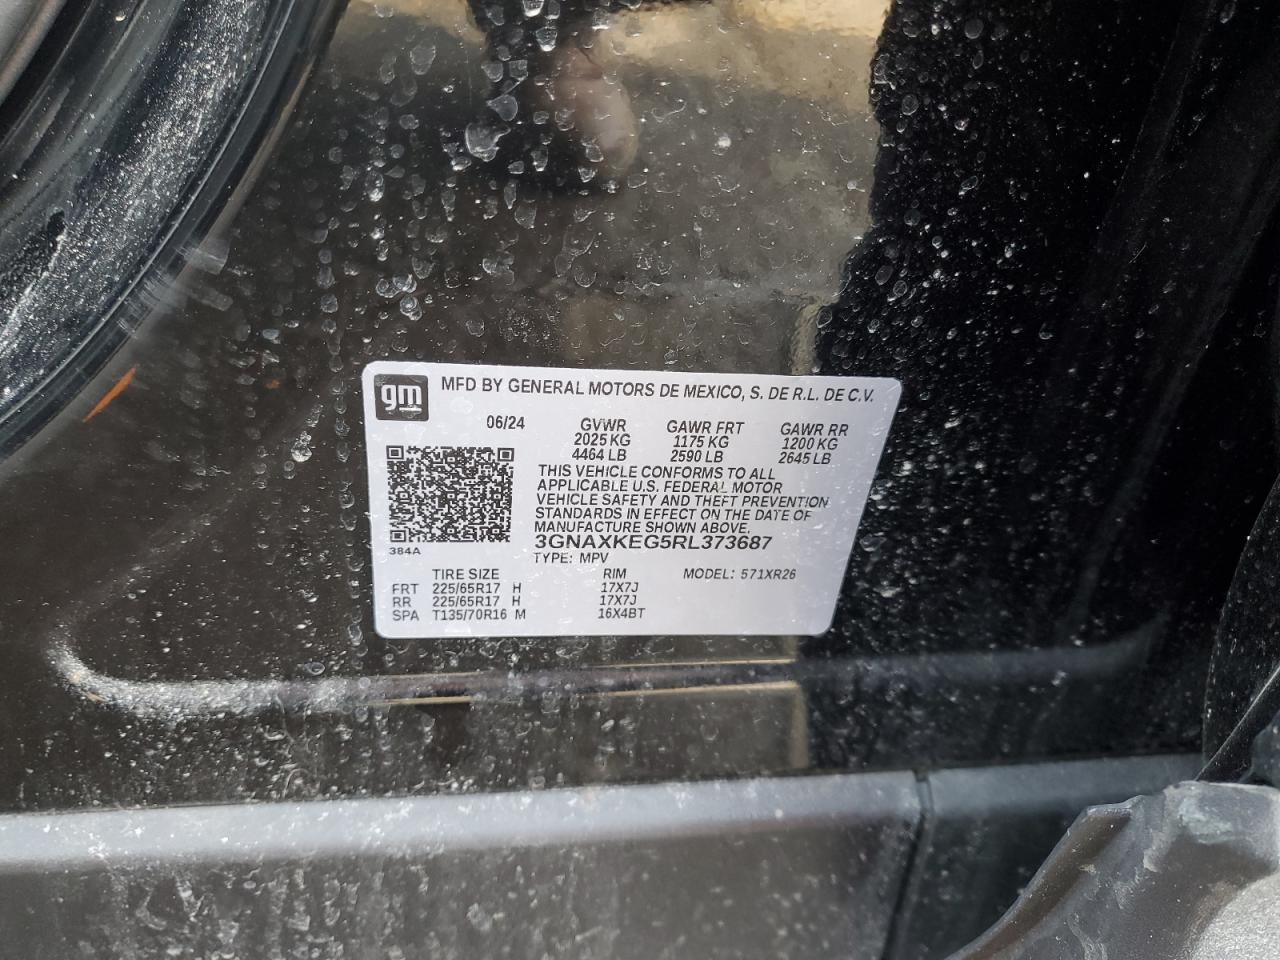 gm MFD BY GENERAL MOTORS DE MEXICO, S. DE R.L. DE C.V.
06/24 GVWR GAWR FRT GAWR RR
2025 KG 1175 KG 1200 KG
4464 LB 2590 LB 2645 LB
THIS VEHICLE CONFORMS TO ALL
APPLICABLE U.S. FEDERAL MOTOR
VEHICLE SAFETY AND THEFT PREVENTION
STANDARDS IN EFFECT ON THE DATE OF
MANUFACTURE SHOWN ABOVE.
3GNAXKEG5RL373687
384A TYPE: MPV
TIRE SIZE RIM MODEL: 571XR26
FRT 225/65R17 H 17X7J
RR 225/65R17 H 17X7J
SPA T135/70R16 M 16X4BT